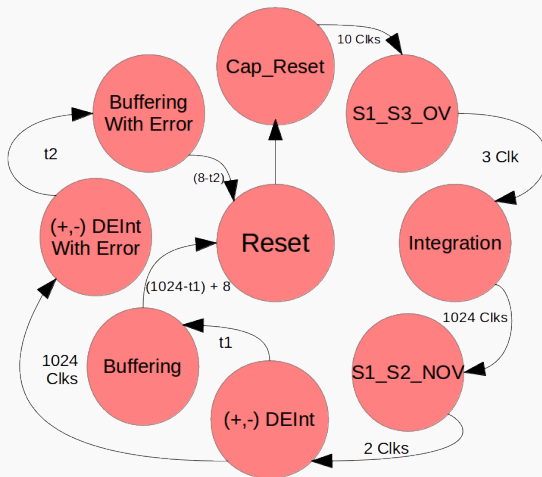 10 Clks
Cap_Reset
Buffering
With Error
S1_S3_OV
t2
3 Clk
(8-t2)
(+,-) DEInt
With Error
Reset
Integration
(1024-t1) + 8
1024 Clks
t1
1024
Clks
Buffering
S1_S2_NOV
(+,-) DEInt
2 Clks